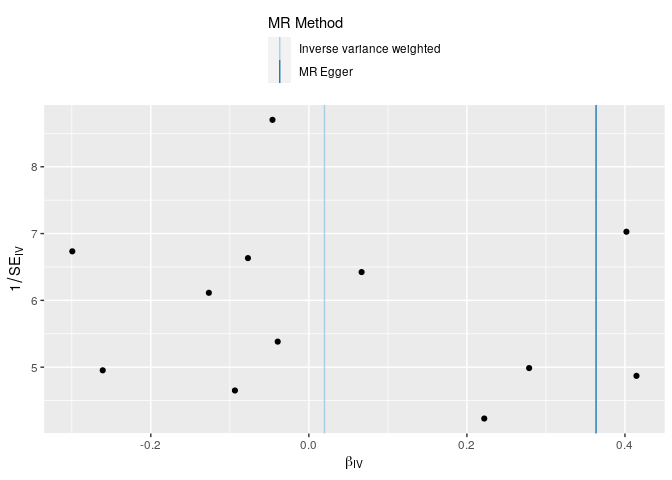 MR Method
Inverse variance weighted
MR Egger
8
7
6
5
1/SE_IV
-0.2 0.0 0.2 0.4
β_IV